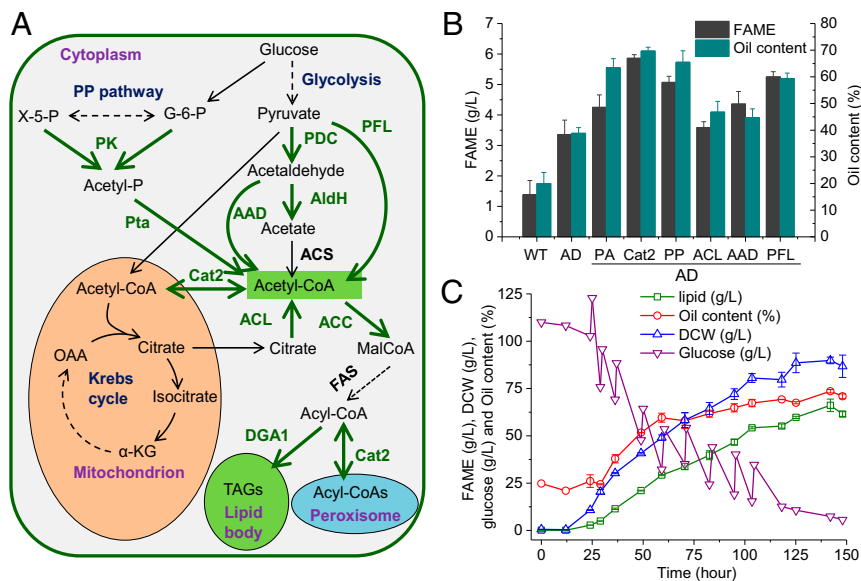 A
Cytoplasm
Glucose
PP pathway
Glycolysis
X-5-P
G-6-P
Pyruvate
PFL
PK
PDC
Acetyl-P
Acetaldehyde
AldH
AAD
Pta
Acetate
ACS
Cat2
Acetyl-CoA
Acetyl-CoA
ACL
ACC
OAA
Citrate
Citrate
MalCoA
Krebs
cycle
FAS
Isocitrate
Acyl-CoA
α-KG
DGA1
Mitochondrion
Cat2
TAGs
Acyl-CoAs
Lipid
body
Peroxisome
B
FAME (g/L)
7
6
5
4
3
2
1
0
FAME
Oil content
80
70
60
50
40
30
20
10
0
Oil content (%)
WT AD PA Cat2 PP ACL AAD PFL
AD
C
FAME (g/L), DCW (g/L),
glucose (g/L) and Oil content (%)
125
100
75
50
25
0
lipid (g/L)
Oil content (%)
DCW (g/L)
Glucose (g/L)
0 25 50 75 100 125 150
Time (hour)